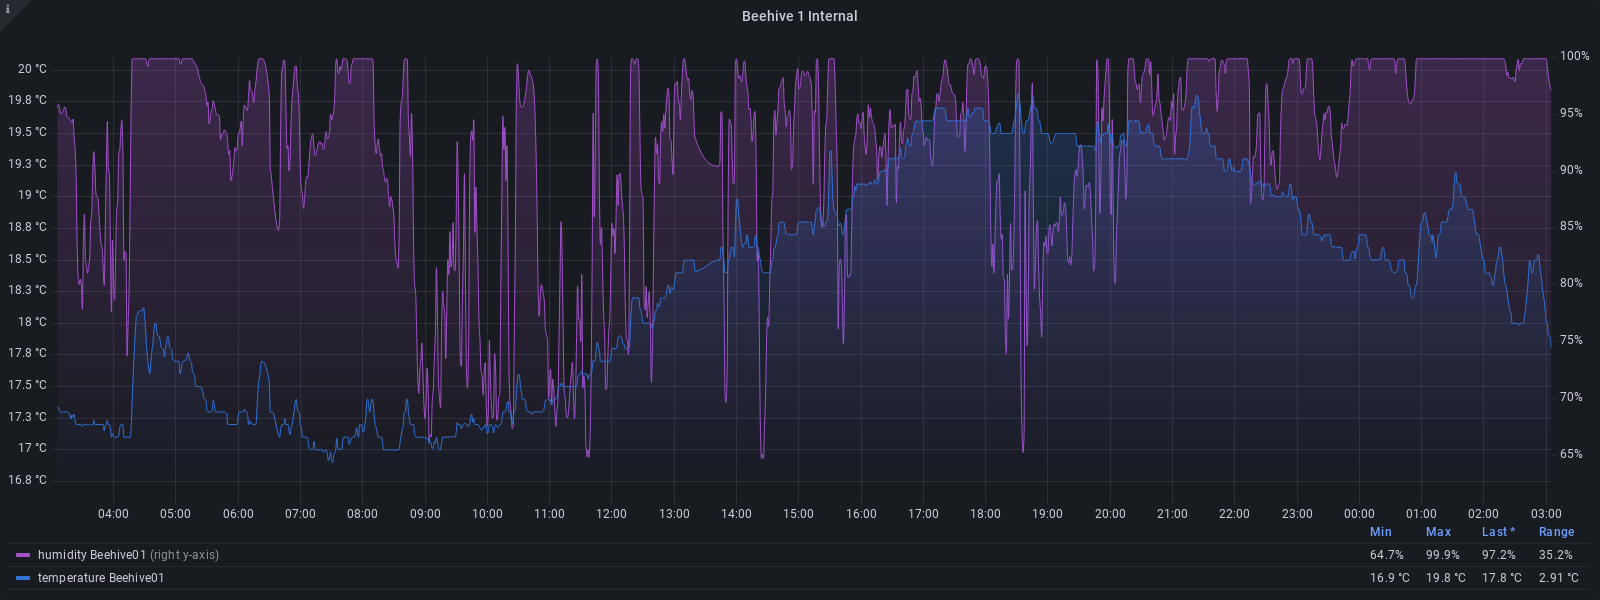 i
Beehive 1 Internal
20 °C
19.8 °C
19.5 °C
19.3 °C
19 °C
18.8 °C
18.5 °C
18.3 °C
18 °C
17.8 °C
17.5 °C
17.3 °C
17 °C
16.8 °C
100%
95%
90%
85%
80%
75%
70%
65%
04:00 05:00 06:00 07:00 08:00 09:00 10:00 11:00 12:00 13:00 14:00 15:00 16:00 17:00 18:00 19:00 20:00 21:00 22:00 23:00 00:00 01:00 02:00 03:00
Min Max Last * Range
humidity Beehive01 (right y-axis) 64.7% 99.9% 97.2% 35.2%
temperature Beehive01 16.9 °C 19.8 °C 17.8 °C 2.91 °C